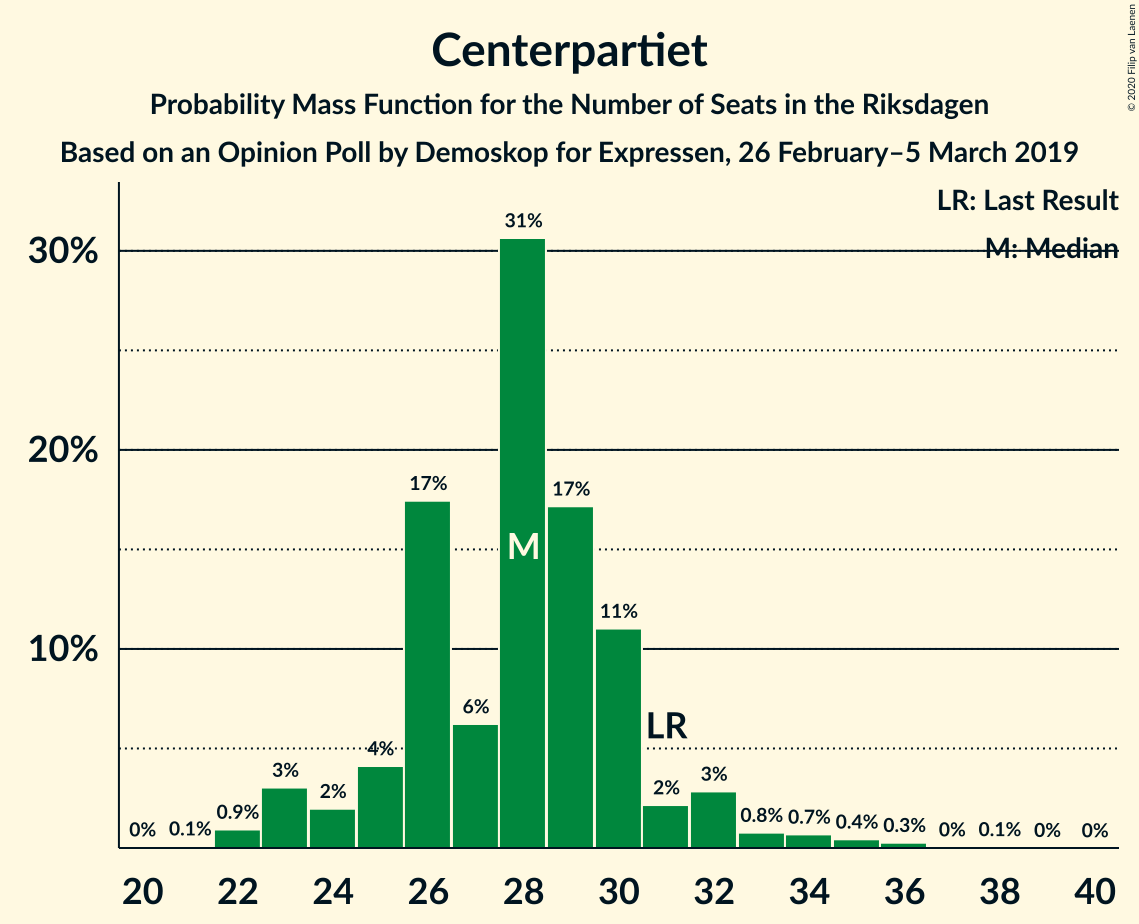 Centerpartiet
Probability Mass Function for the Number of Seats in the Riksdagen
Based on an Opinion Poll by Demoskop for Expressen, 26 February–5 March 2019
© 2020 Filip van Laenen
LR: Last Result
M: Median
30%
20%
10%
0% 0.1% 0.9% 3% 2% 4% 17% 6% 31% 17% 11% 2% 3% 0.8% 0.7% 0.4% 0.3% 0% 0.1% 0% 0%
M
LR
20 22 24 26 28 30 32 34 36 38 40